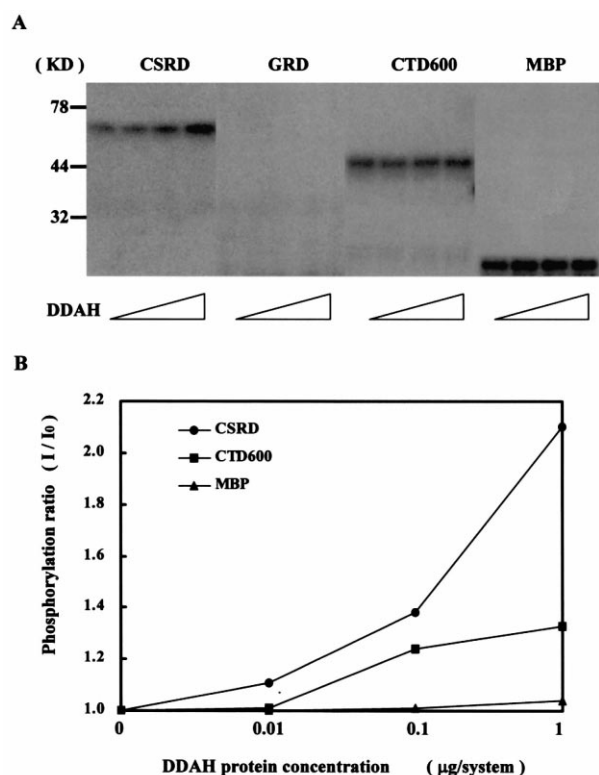 A
( KD) CSRD GRD CTD600 MBP
78
44
32
DDAH
B
Phosphorylation ratio ( I / I0 )
2.2
2.0
1.8
1.6
1.4
1.2
1.0
CSRD
CTD600
MBP
0 0.01 0.1 1
DDAH protein concentration ( µg/system )